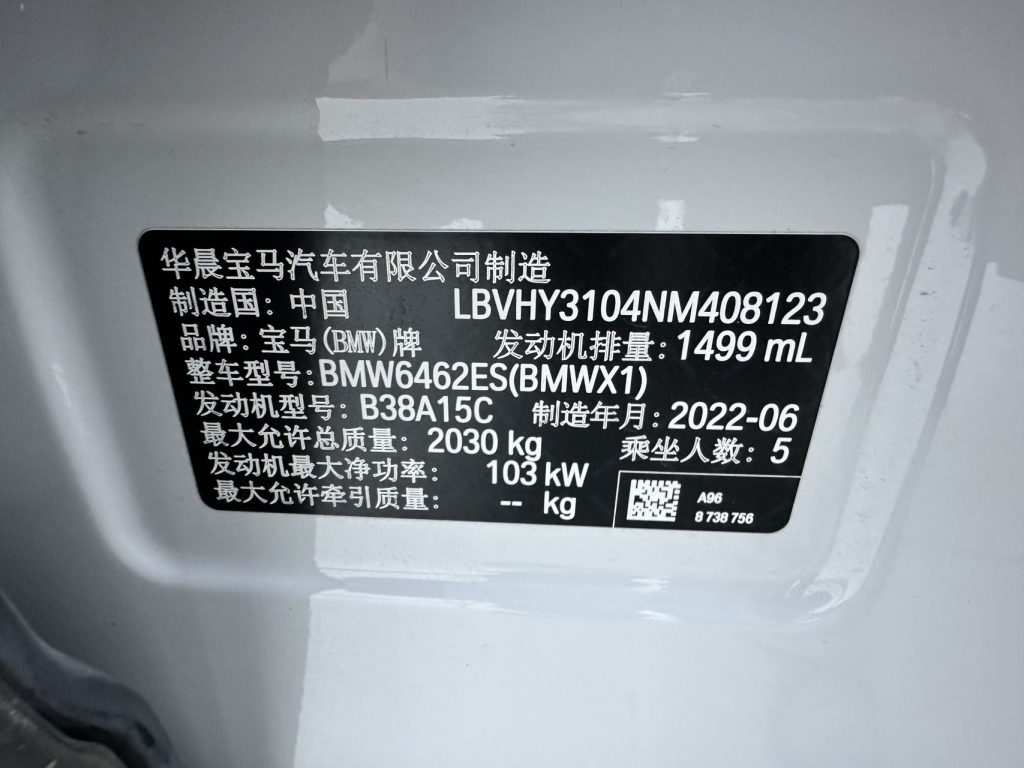 华晨宝马汽车有限公司制造
制造国：中国 LBVHY3104NM408123
品牌：宝马(BMW)牌 发动机排量：1499 mL
整车型号：BMW6462ES(BMWX1)
发动机型号：B38A15C 制造年月：2022-06
最大允许总质量：2030 kg 乘坐人数：5
发动机最大净功率：103 kW
最大允许牵引质量：-- kg
A96
8 738 756